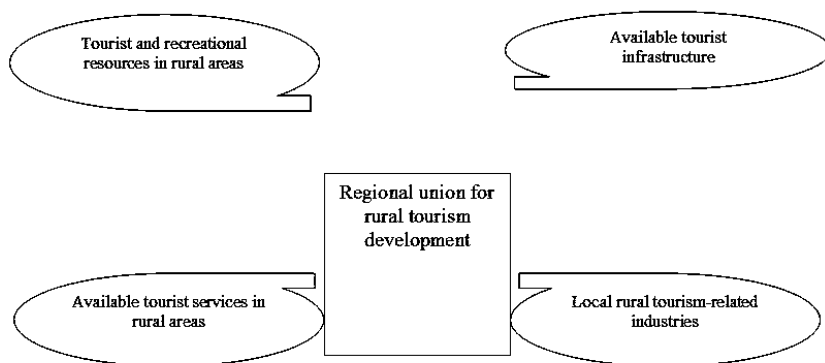 Tourist and recreational
resources in rural areas
Available tourist
infrastructure
Regional union for
rural tourism
development
Available tourist services in
rural areas
Local rural tourism-related
industries